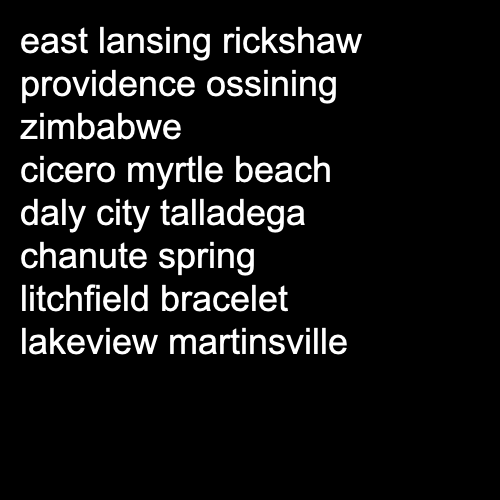 east lansing rickshaw
providence ossining
zimbabwe
cicero myrtle beach
daly city talladega
chanute spring
litchfield bracelet
lakeview martinsville